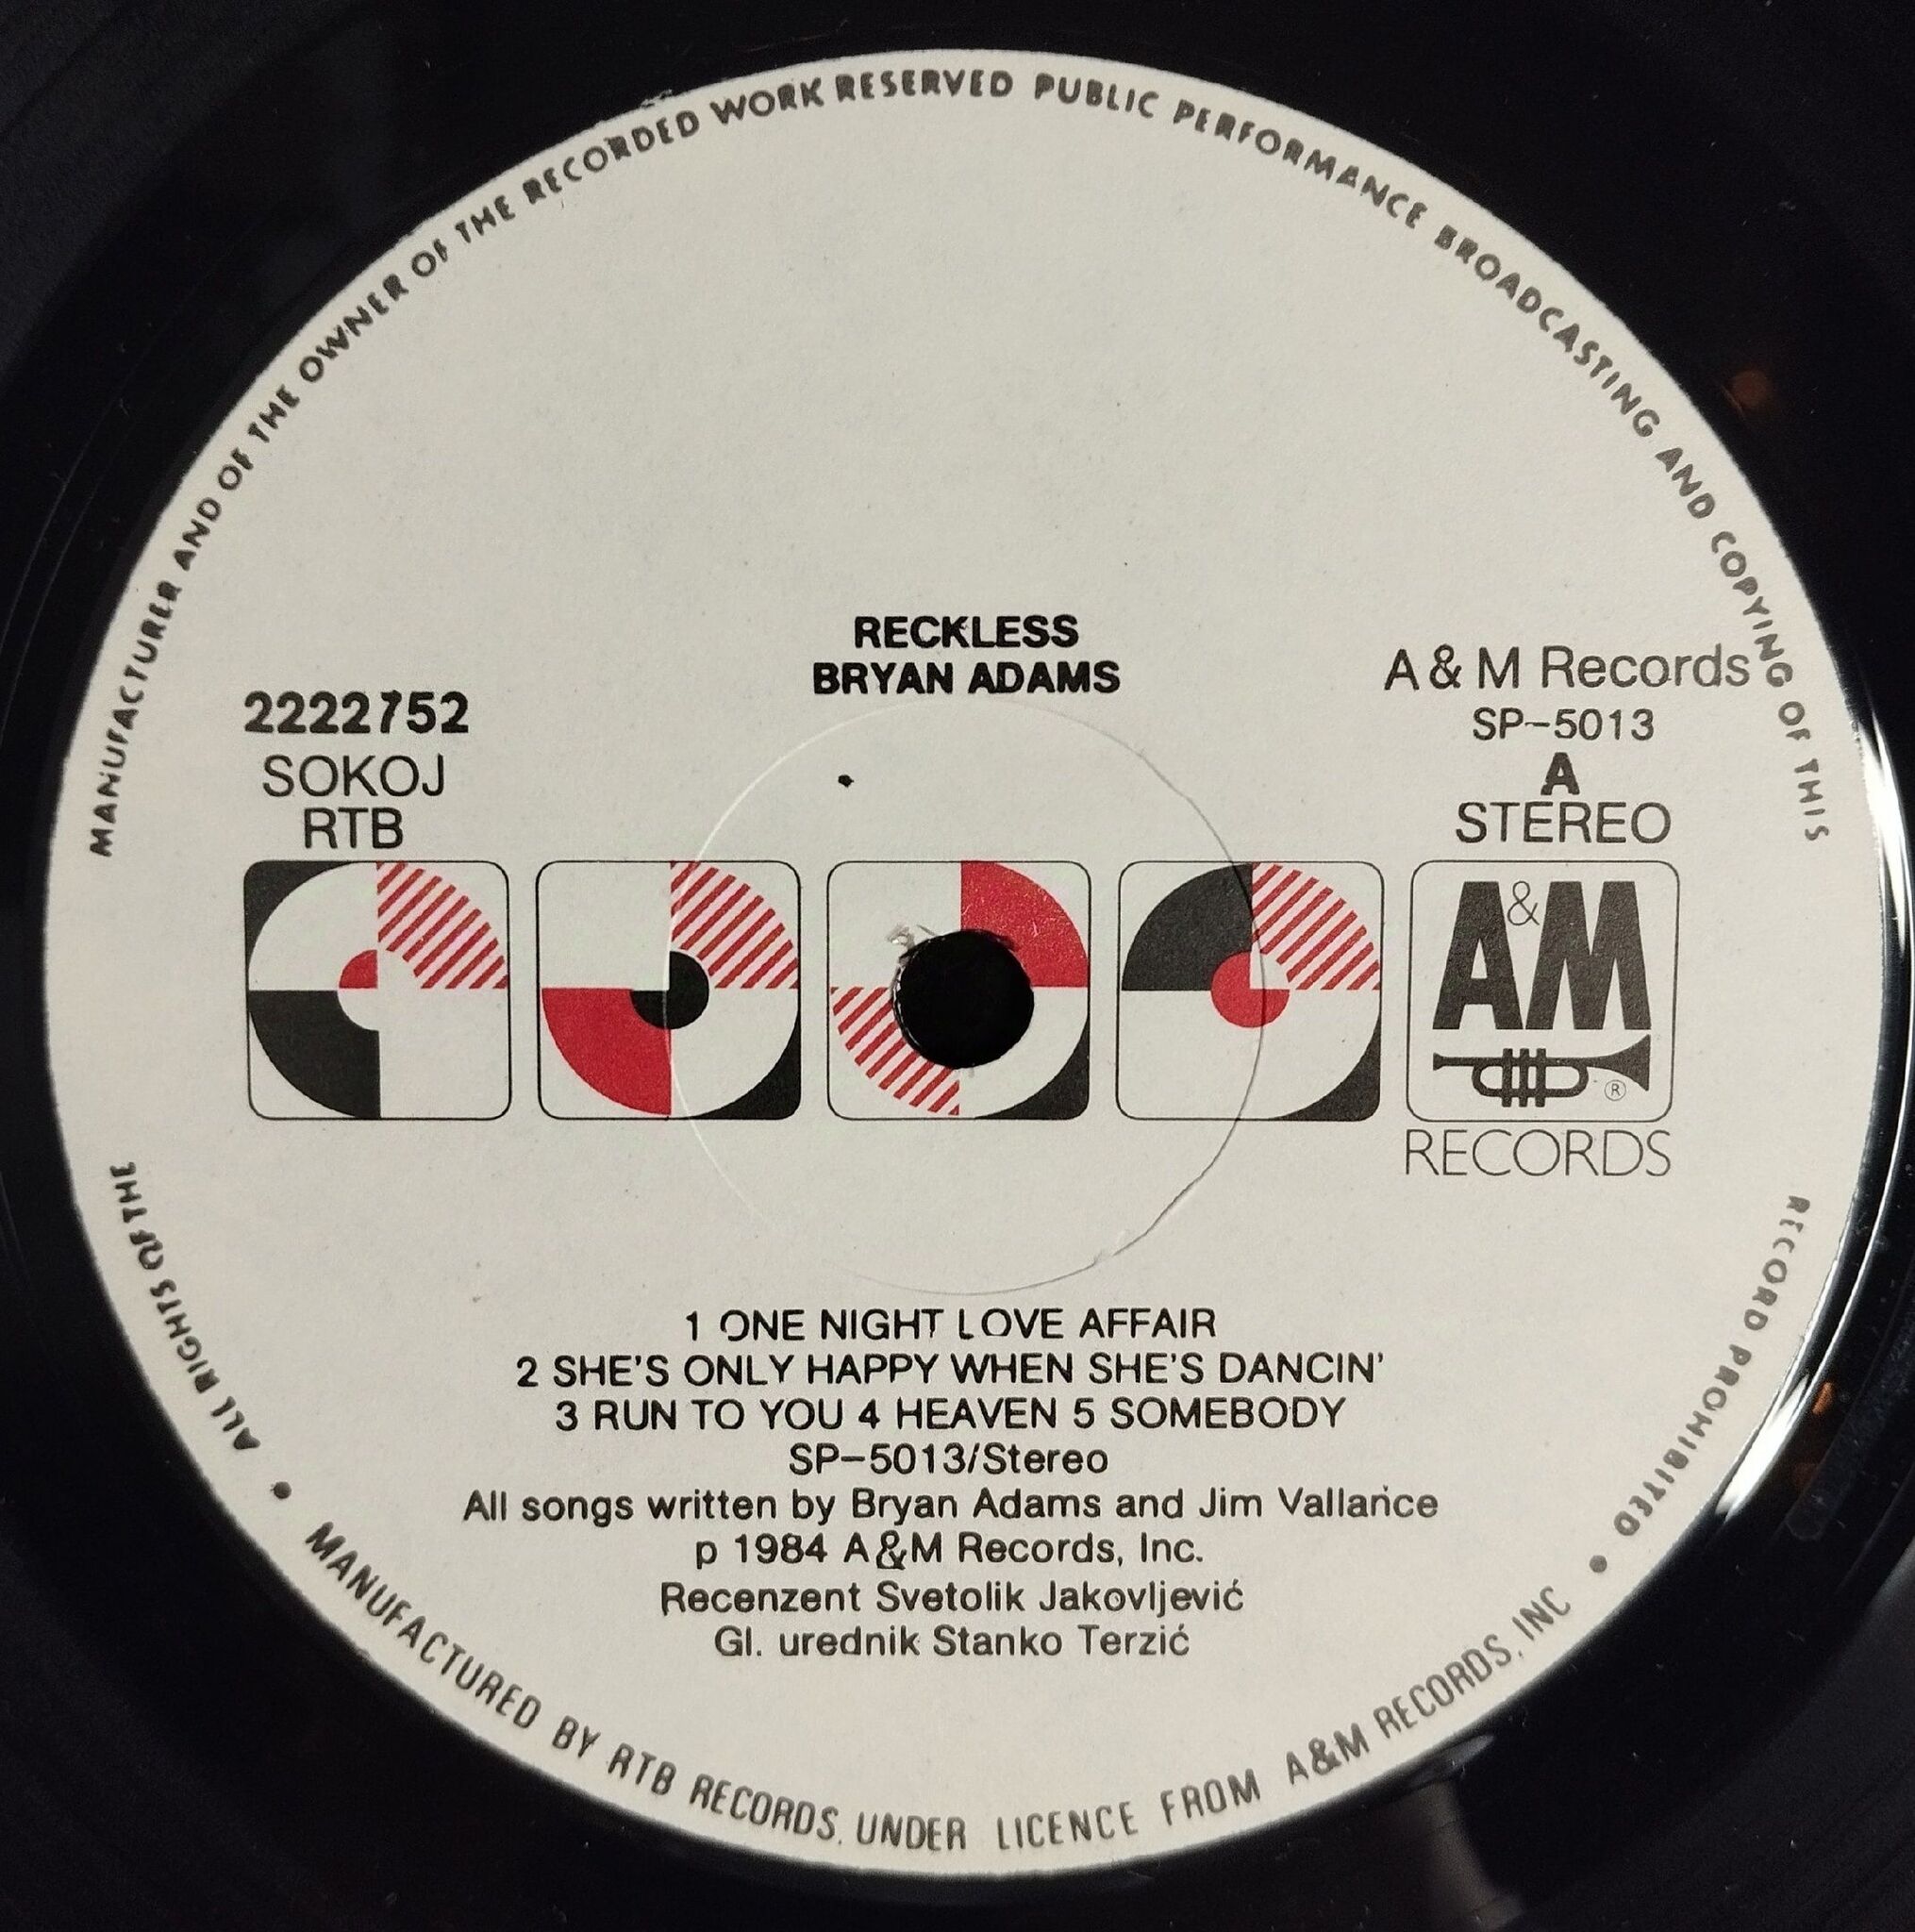 ALL RIGHTS OF THE MANUFACTURER AND OF THE OWNER OF THE RECORDED WORK RESERVED PUBLIC PERFORMANCE BROADCASTING AND COPYING OF THIS RECORD PROHIBITED
RECKLESS
BRYAN ADAMS
2222752
SOKOJ
RTB
A & M Records
SP-5013
A
STEREO
A&M
®
RECORDS
1 ONE NIGHT LOVE AFFAIR
2 SHE'S ONLY HAPPY WHEN SHE'S DANCIN'
3 RUN TO YOU 4 HEAVEN 5 SOMEBODY
SP-5013/Stereo
All songs written by Bryan Adams and Jim Vallance
p 1984 A&M Records, Inc.
Recenzent Svetolik Jakovljević
Gl. urednik Stanko Terzić
• MANUFACTURED BY RTB RECORDS, UNDER LICENCE FROM A&M RECORDS, INC •